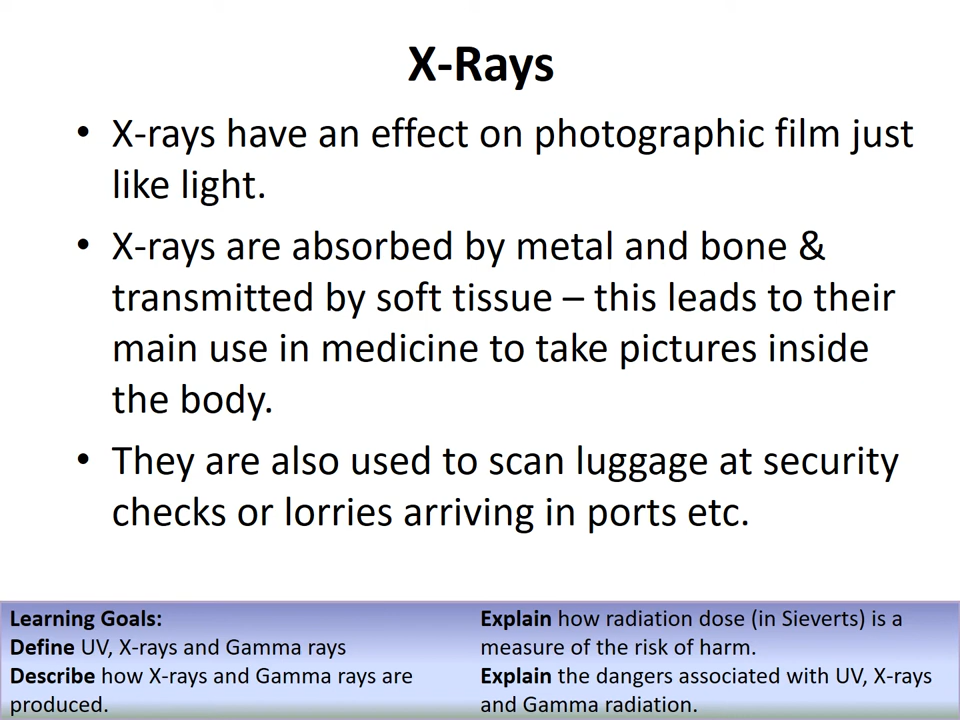 X-Rays
• X-rays have an effect on photographic film just
like light.
• X-rays are absorbed by metal and bone &
transmitted by soft tissue – this leads to their
main use in medicine to take pictures inside
the body.
• They are also used to scan luggage at security
checks or lorries arriving in ports etc.
Learning Goals:
Define UV, X-rays and Gamma rays
Describe how X-rays and Gamma rays are
produced.
Explain how radiation dose (in Sieverts) is a
measure of the risk of harm.
Explain the dangers associated with UV, X-rays
and Gamma radiation.